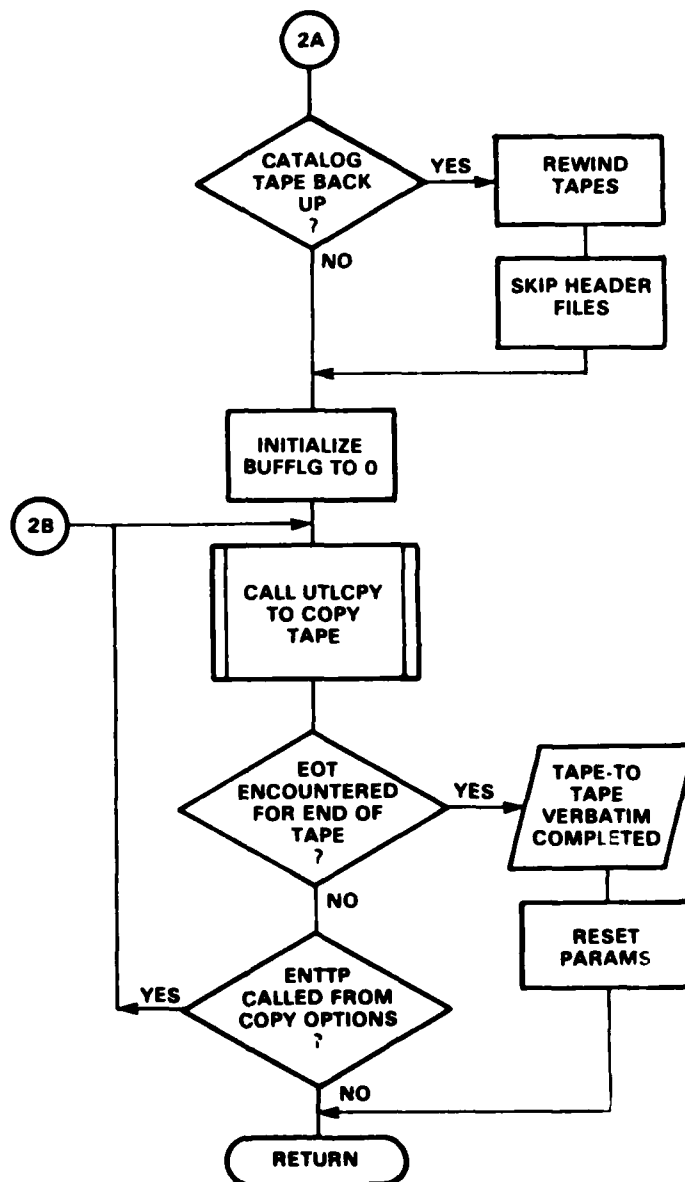 2A
CATALOG
TAPE BACK
UP
?
YES
REWIND
TAPES
NO
SKIP HEADER
FILES
INITIALIZE
BUFFLG TO 0
2B
CALL UTLCPY
TO COPY
TAPE
EOT
ENCOUNTERED
FOR END OF
TAPE
?
YES
TAPE-TO
TAPE
VERBATIM
COMPLETED
NO
RESET
PARAMS
ENTTP
CALLED FROM
COPY OPTIONS
?
YES
NO
RETURN